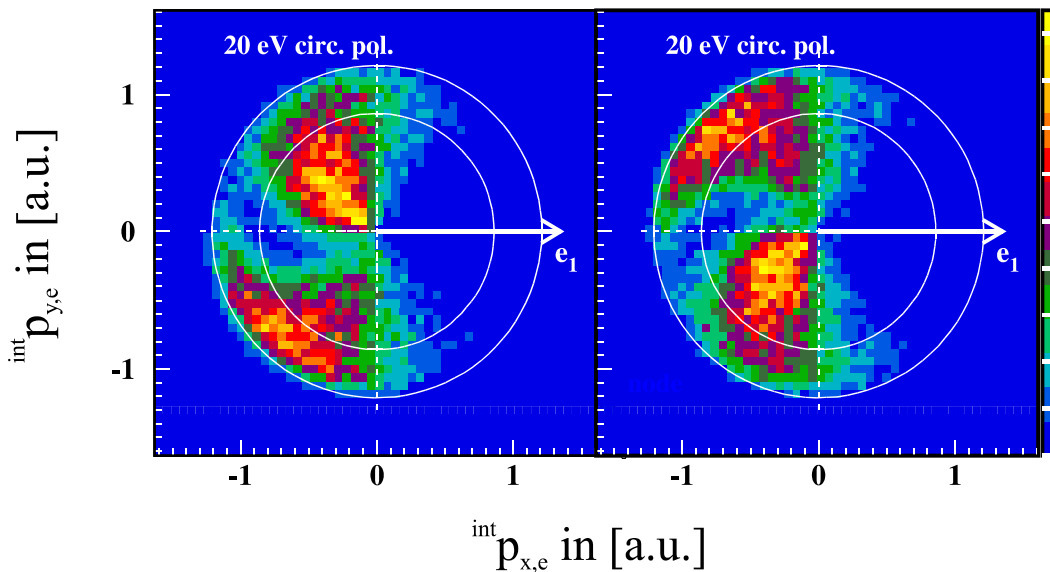 20 eV circ. pol.
20 eV circ. pol.
1
0
-1
int p y,e in [a.u.]
e1
e1
node
-1
0
1
-1
0
1
int p x,e in [a.u.]